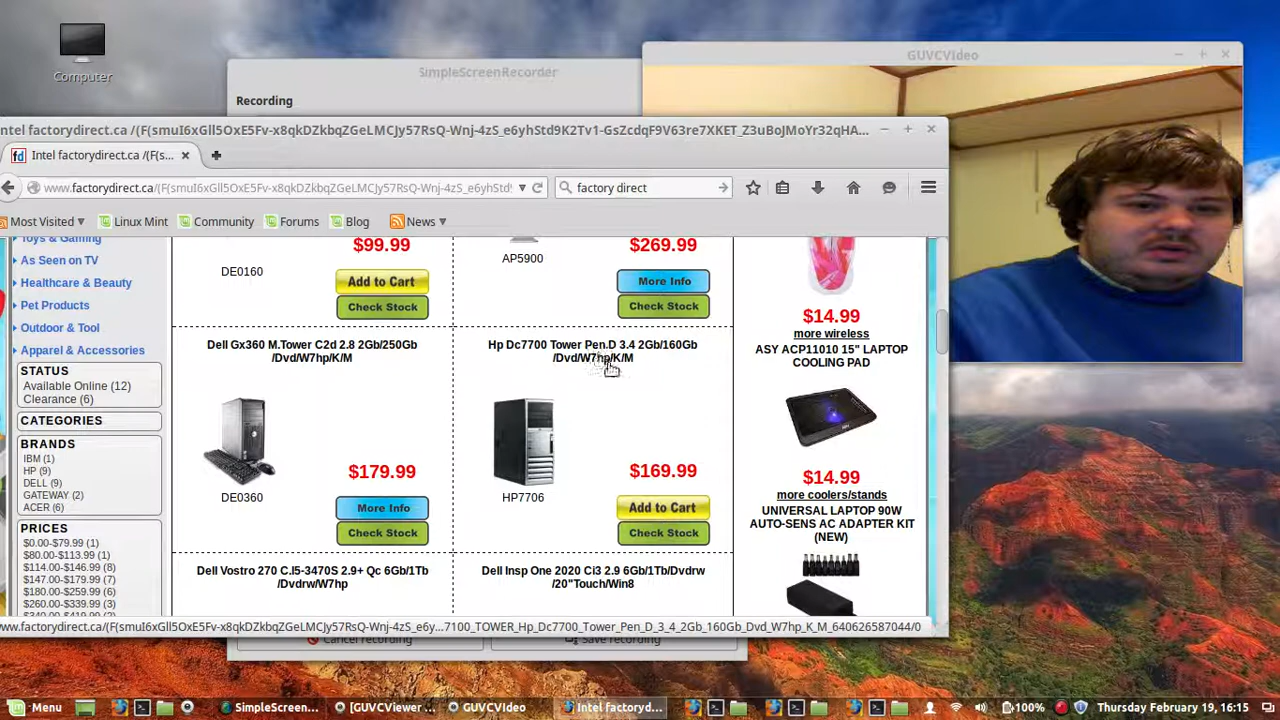 Computer
SimpleScreenRecorder
GUVCVideo
Recording
Intel factorydirect.ca /(F(s...
factory direct
Most Visited
Linux Mint
Community
Forums
Blog
News
Toys & Gaming
As Seen on TV
Healthcare & Beauty
Pet Products
Outdoor & Tool
Apparel & Accessories
STATUS
Available Online (12)
Clearance (6)
CATEGORIES
BRANDS
IBM (1)
HP (9)
DELL (9)
GATEWAY (2)
ACER (6)
PRICES
$0.00-$79.99 (1)
$80.00-$113.99 (1)
$114.00-$146.99 (8)
$147.00-$179.99 (7)
$180.00-$259.99 (6)
$260.00-$339.99 (3)
$99.99
DE0160
Add to Cart
Check Stock
$269.99
AP5900
More Info
Check Stock
Dell Gx360 M.Tower C2d 2.8 2Gb/250Gb
/Dvd/W7hp/K/M
$179.99
DE0360
More Info
Check Stock
Hp Dc7700 Tower Pen.D 3.4 2Gb/160Gb
/Dvd/W7hp/K/M
$169.99
HP7706
Add to Cart
Check Stock
Dell Vostro 270 C.I5-3470S 2.9+ Qc 6Gb/1Tb
/Dvdrw/W7hp
Dell Insp One 2020 Ci3 2.9 6Gb/1Tb/Dvdrw
/20"Touch/Win8
$14.99
more wireless
ASY ACP11010 15" LAPTOP
COOLING PAD
$14.99
more coolers/stands
UNIVERSAL LAPTOP 90W
AUTO-SENS AC ADAPTER KIT
(NEW)
Cancel recording
Save recording
Menu
SimpleScreen...
[GUVCViewer ...
GUVCVideo
Intel factoryd...
100%
Thursday February 19, 16:15